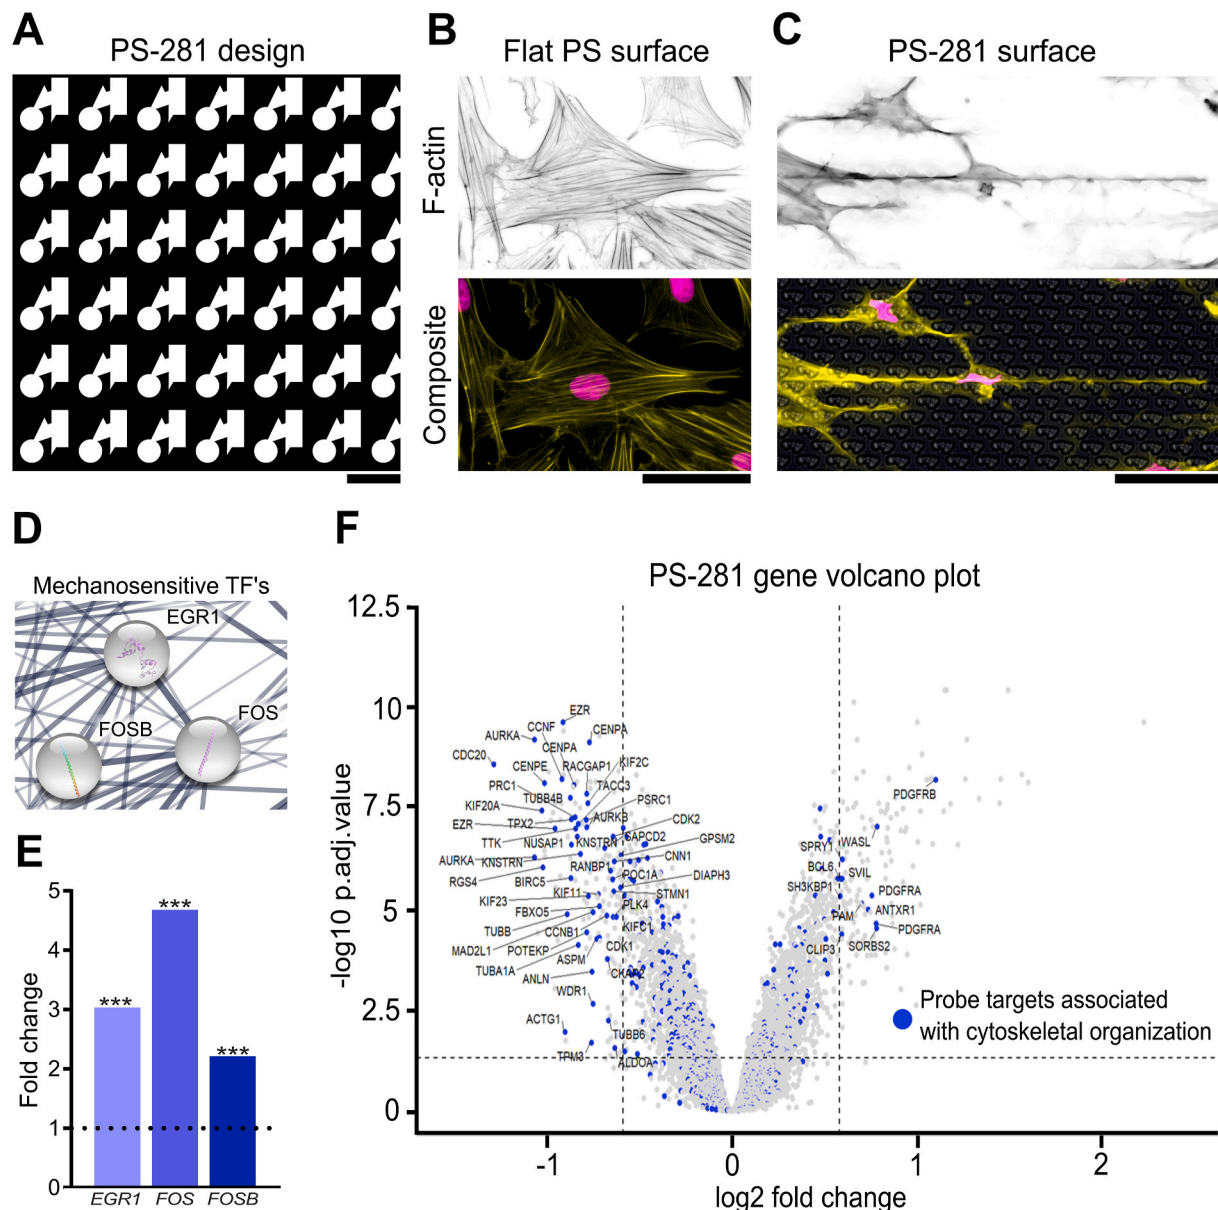 A
PS-281 design
B
Flat PS surface
C
PS-281 surface
F-actin
Composite
D
Mechanosensitive TF's
EGR1
FOS
FOSB
E
Fold change
5
4
3
2
1
0
***
***
***
EGR1
FOS
FOSB
F
PS-281 gene volcano plot
-log10 p.adj.value
12.5
10
7.5
5
2.5
0
-1
0
1
2
log2 fold change
EZR
CCNF
CENPA
AURKA
CENPA
CDC20
CENPE
RACGAP1
KIF2C
PRC1
TACC3
TUBB4B
PSRC1
KIF20A
TPX2
AURKB
CDK2
EZR
SAPCD2
GPSM2
TTK
NUSAP1
KNSTRN
CNN1
AURKA
KNSTRN
RANBP1
POC1A
DIAPH3
RGS4
BIRC5
KIF11
STMN1
KIF23
PLK4
FBXO5
TUBB
CCNB1
KIFC1
MAD2L1
POTEKP
CDK1
TUBA1A
ASPM
ANLN
CKAP2
WDR1
ACTG1
TUBB6
TPM3
ALDOA
PDGFRB
SPRY1
WASL
BCL6
SVIL
SH3KBP1
PDGFRA
PAM
ANTXR1
PDGFRA
CLIP3
SORBS2
Probe targets associated
with cytoskeletal organization